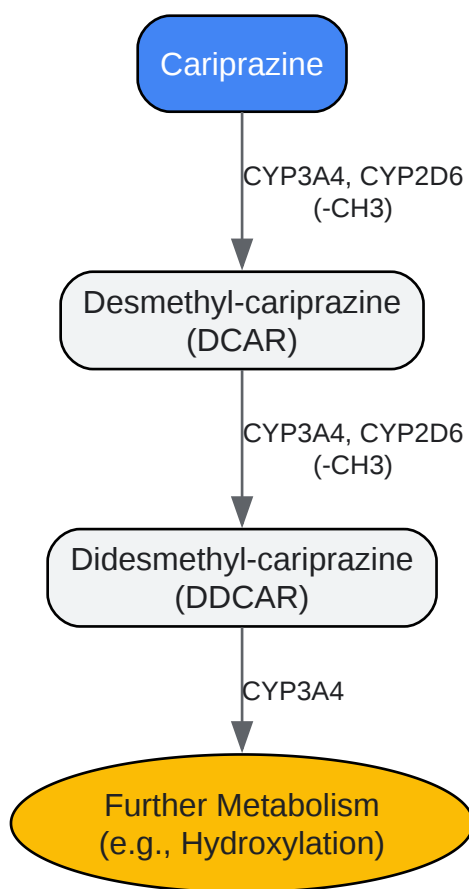 Cariprazine
CYP3A4, CYP2D6
(-CH3)
Desmethyl-cariprazine
(DCAR)
CYP3A4, CYP2D6
(-CH3)
Didesmethyl-cariprazine
(DDCAR)
CYP3A4
Further Metabolism
(e.g., Hydroxylation)